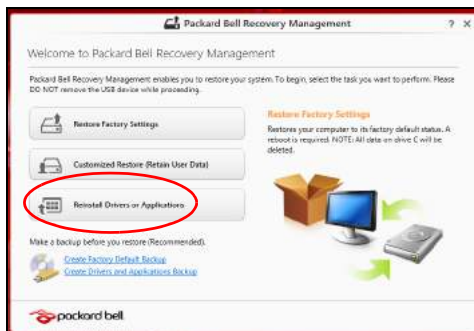 Packard Bell Recovery Management
? X
Welcome to Packard Bell Recovery Management
Packard Bell Recovery Management enables you to restore your system. To begin, select the task you want to perform. Please
DO NOT remove the USB device while proceeding.
Restore Factory Settings
Customized Restore (Retain User Data)
Reinstall Drivers or Applications
Restore Factory Settings
Restores your computer to its factory default status. A
reboot is required. NOTE: All data on drive C will be
deleted.
Make a backup before you restore (Recommended).
Create Factory Default Backup
Create Drivers and Applications Backup
packard bell